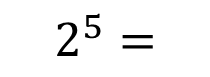 2⁵ =